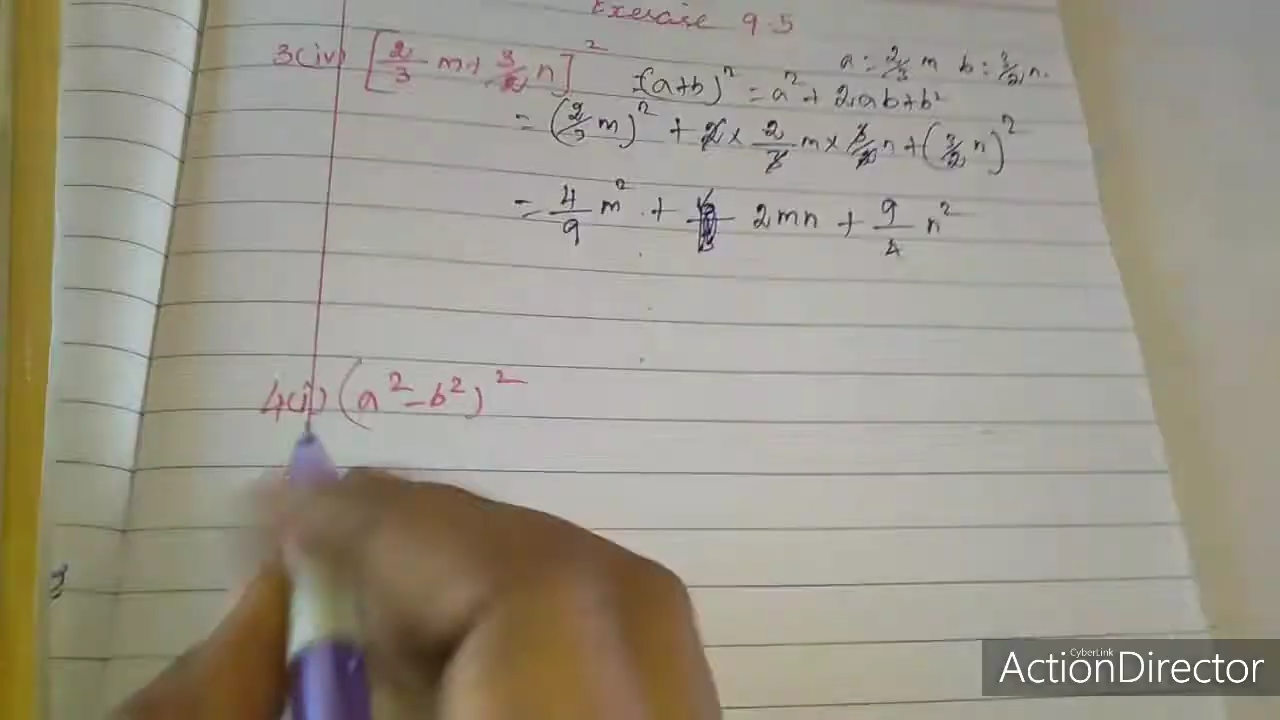 Exercise 9.5
3(iv) [2/3 m + 3/2 n]² (a+b)² = a² + 2ab + b² a = 2/3 m b = 3/2 n.
= (2/3 m)² + 2 × 2/3 m × 3/2 n + (3/2 n)²
= 4/9 m² + 2mn + 9/4 n²
4(i) (a² - b²)²
CyberLink
ActionDirector